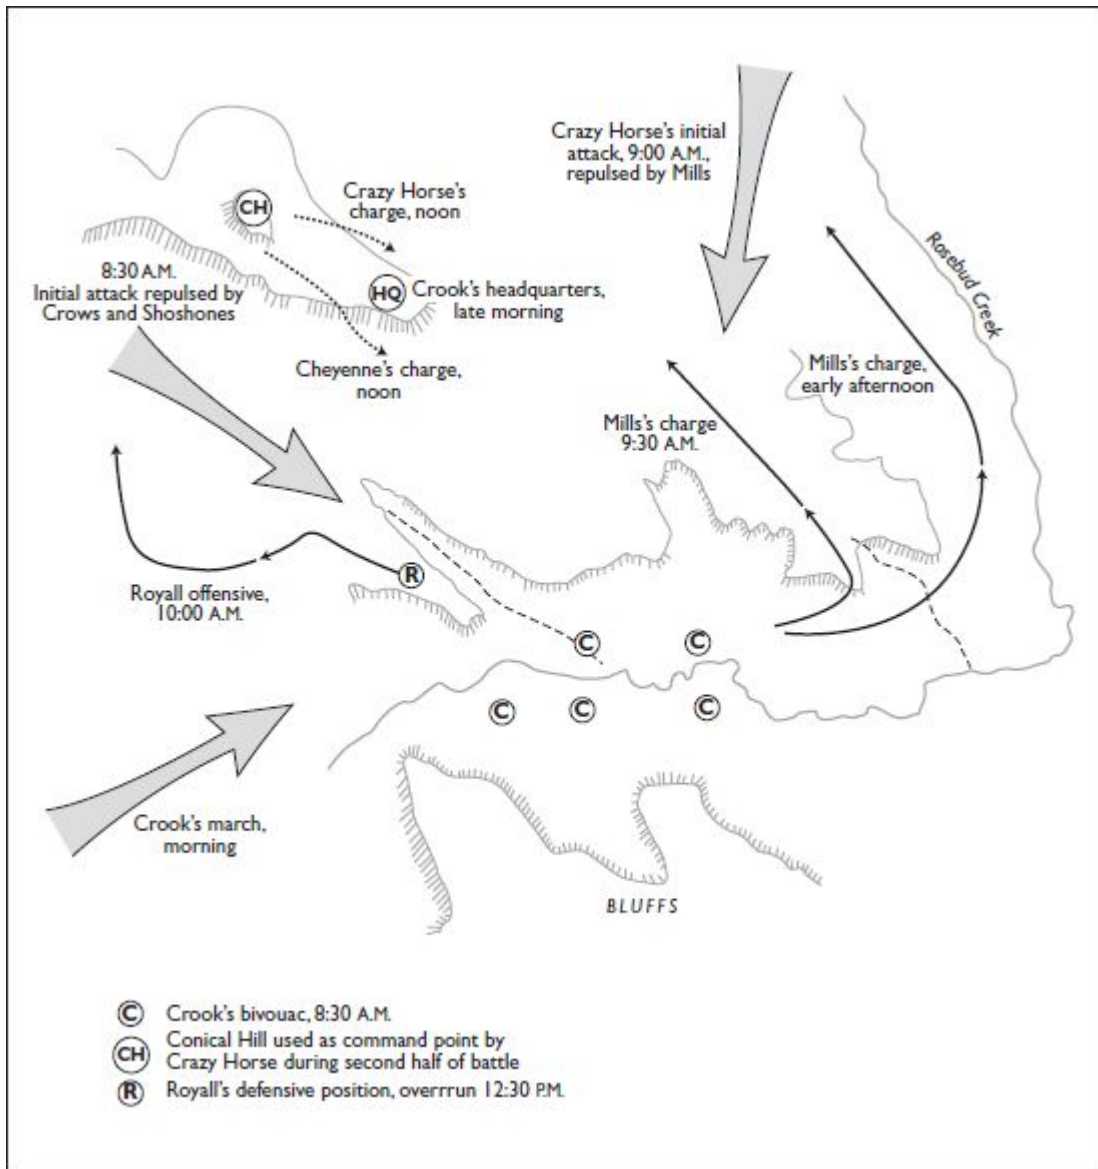 Crazy Horse's initial
attack, 9:00 A.M.,
repulsed by Mills
CH
Crazy Horse's
charge, noon
Rosebud Creek
8:30 A.M.
Initial attack repulsed by
Crows and Shoshones
HQ
Crook's headquarters,
late morning
Cheyenne's charge,
noon
Mills's charge,
early afternoon
Mills's charge
9:30 A.M.
R
Royall offensive,
10:00 A.M.
C
C
C
C
C
Crook's march,
morning
BLUFFS
C Crook's bivouac, 8:30 A.M.
CH Conical Hill used as command point by
Crazy Horse during second half of battle
R Royall's defensive position, overrrun 12:30 P.M.